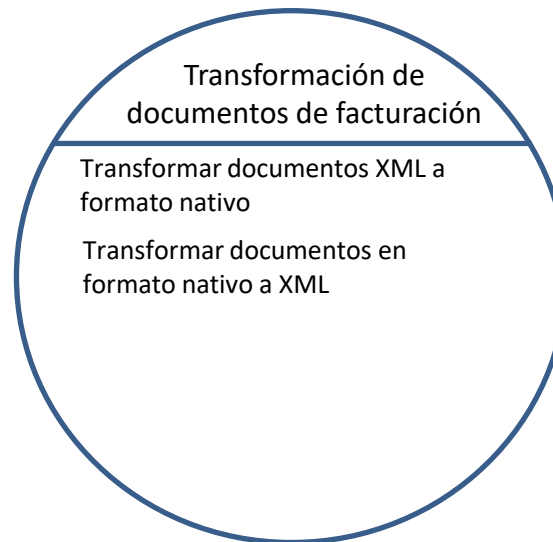 Transformación de
documentos de facturación
Transformar documentos XML a
formato nativo
Transformar documentos en
formato nativo a XML